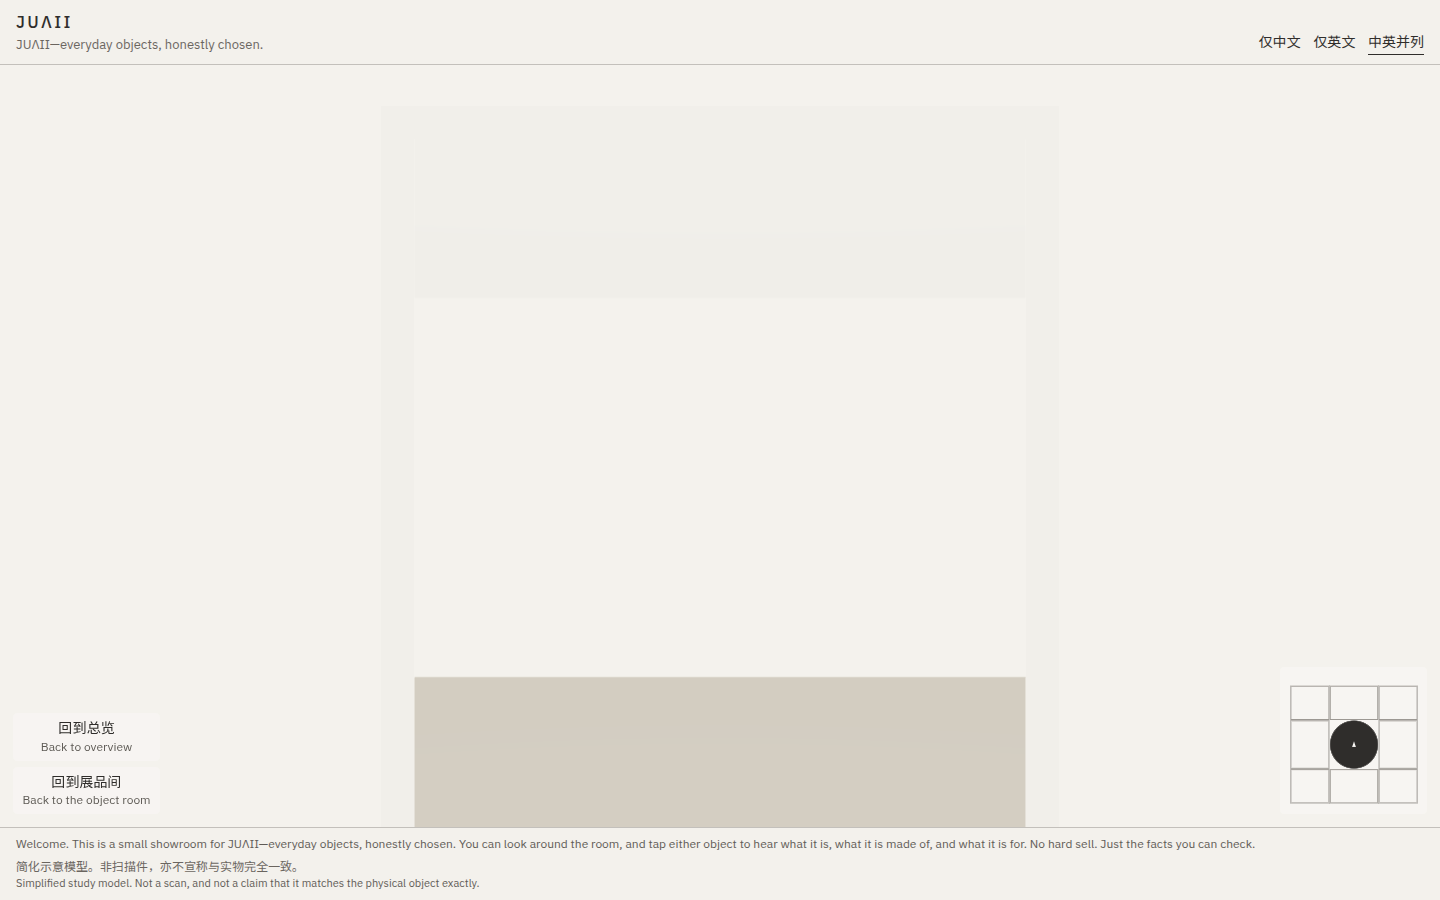 JUΛII
JUΛII—everyday objects, honestly chosen.
仅中文 仅英文 中英并列
回到总览
Back to overview
回到展品间
Back to the object room
Welcome. This is a small showroom for JUΛII—everyday objects, honestly chosen. You can look around the room, and tap either object to hear what it is, what it is made of, and what it is for. No hard sell. Just the facts you can check.
简化示意模型。非扫描件，亦不宣称与实物完全一致。
Simplified study model. Not a scan, and not a claim that it matches the physical object exactly.